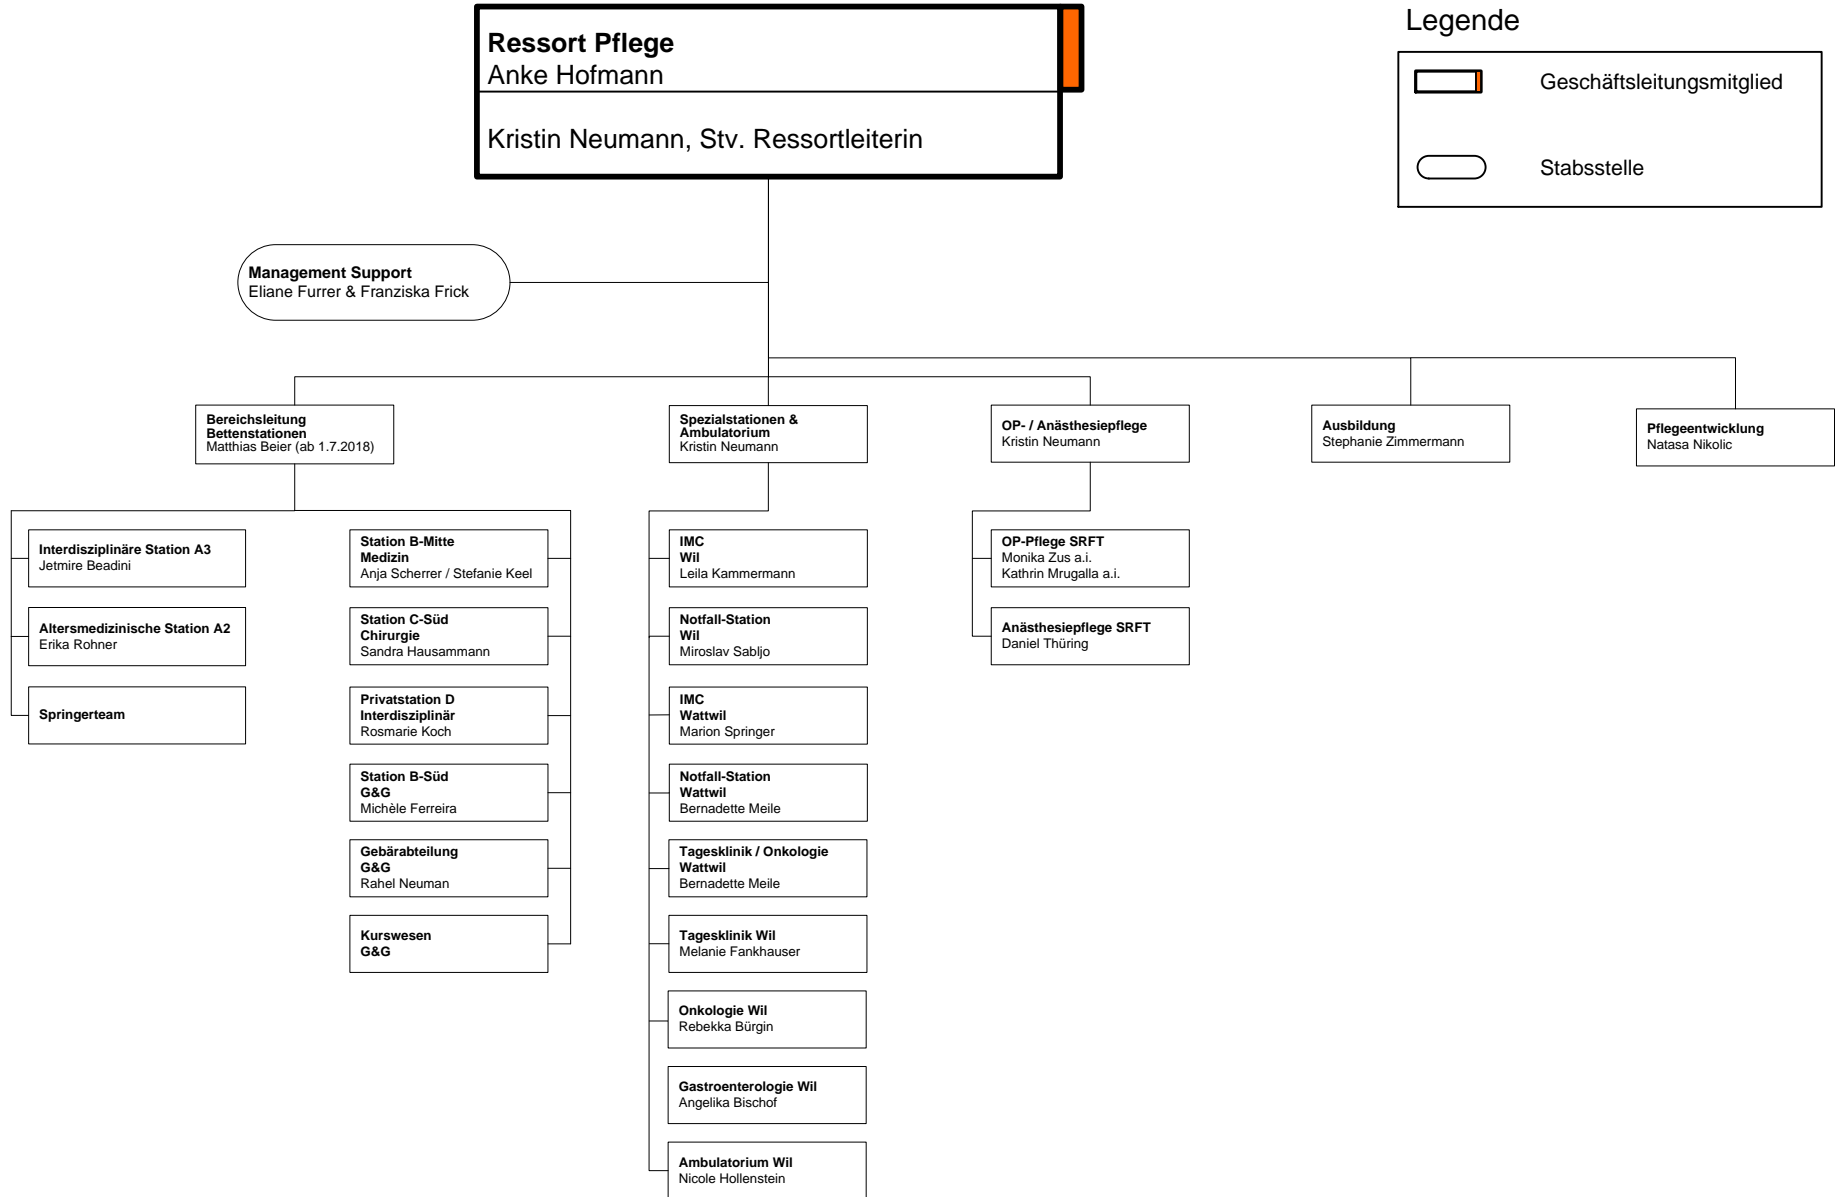 Ressort Pflege
Anke Hofmann
Kristin Neumann, Stv. Ressortleiterin
Legende
Geschäftsleitungsmitglied
Stabsstelle
Management Support
Eliane Furrer & Franziska Frick
Bereichsleitung
Bettenstationen
Matthias Beier (ab 1.7.2018)
Spezialstationen &
Ambulatorium
Kristin Neumann
OP- / Anästhesiepflege
Kristin Neumann
Ausbildung
Stephanie Zimmermann
Pflegeentwicklung
Natasa Nikolic
Interdisziplinäre Station A3
Jetmire Beadini
Altersmedizinische Station A2
Erika Rohner
Springerteam
Station B-Mitte
Medizin
Anja Scherrer / Stefanie Keel
Station C-Süd
Chirurgie
Sandra Hausammann
Privatstation D
Interdisziplinär
Rosmarie Koch
Station B-Süd
G&G
Michèle Ferreira
Gebärabteilung
G&G
Rahel Neuman
Kurswesen
G&G
IMC
Wil
Leila Kammermann
Notfall-Station
Wil
Miroslav Sabljo
IMC
Wattwil
Marion Springer
Notfall-Station
Wattwil
Bernadette Meile
Tagesklinik / Onkologie
Wattwil
Bernadette Meile
Tagesklinik Wil
Melanie Fankhauser
Onkologie Wil
Rebekka Bürgin
Gastroenterologie Wil
Angelika Bischof
Ambulatorium Wil
Nicole Hollenstein
OP-Pflege SRFT
Monika Zus a.i.
Kathrin Mrugalla a.i.
Anästhesiepflege SRFT
Daniel Thüring